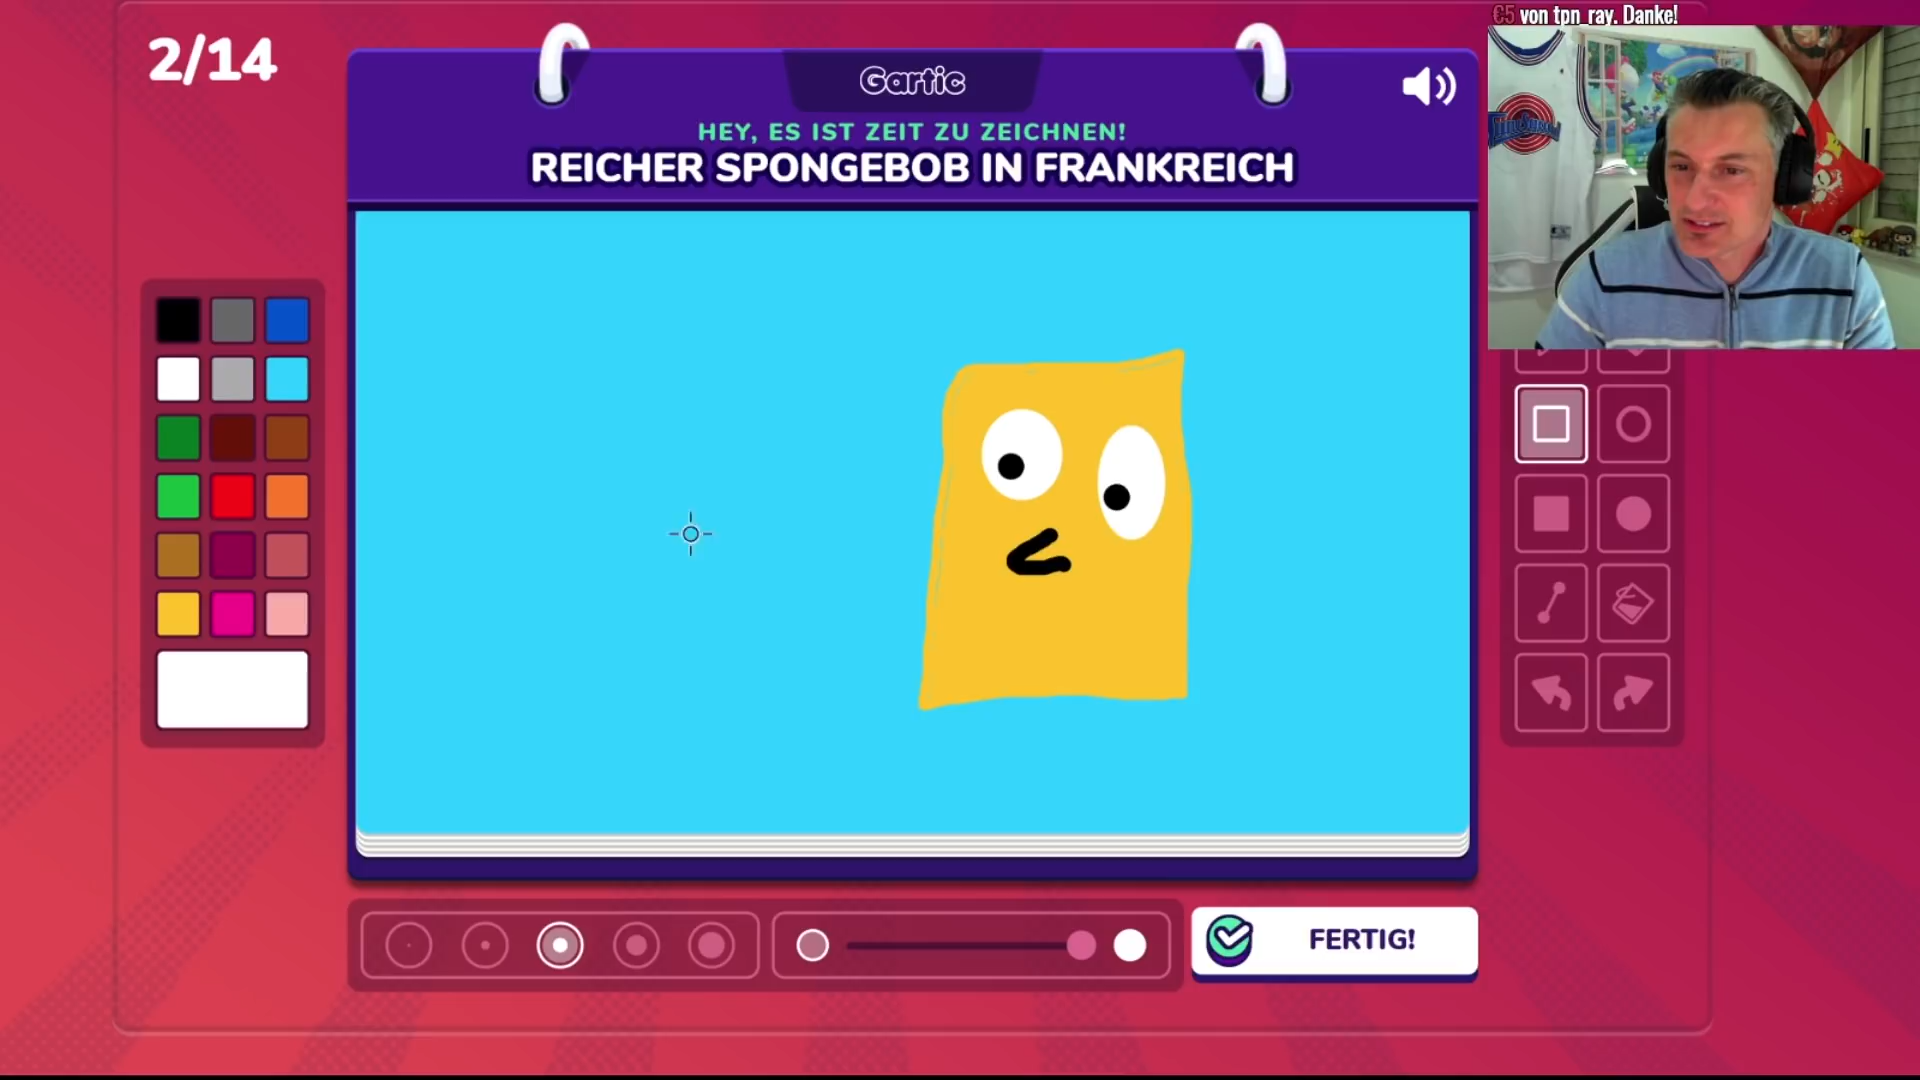 €5 von tpn_ray. Danke!
2/14
Gartic
HEY, ES IST ZEIT ZU ZEICHNEN!
REICHER SPONGEBOB IN FRANKREICH
FERTIG!